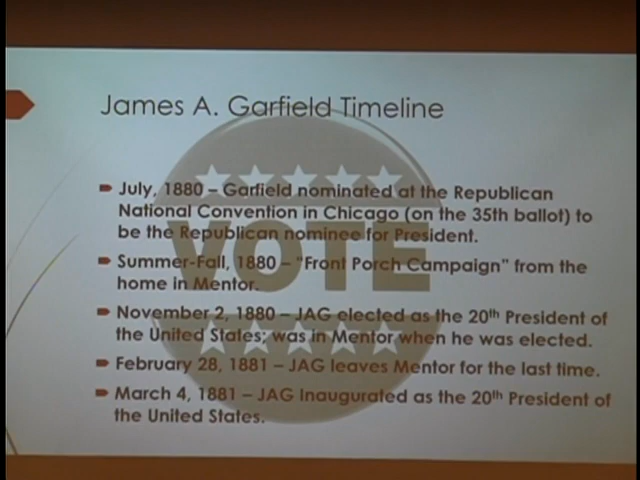 James A. Garfield Timeline
VOTE
July, 1880 – Garfield nominated at the Republican
National Convention in Chicago (on the 35th ballot) to
be the Republican nominee for President.
Summer-Fall, 1880 – "Front Porch Campaign" from the
home in Mentor.
November 2, 1880 – JAG elected as the 20th President of
the United States; was in Mentor when he was elected.
February 28, 1881 – JAG leaves Mentor for the last time.
March 4, 1881 – JAG Inaugurated as the 20th President of
the United States.